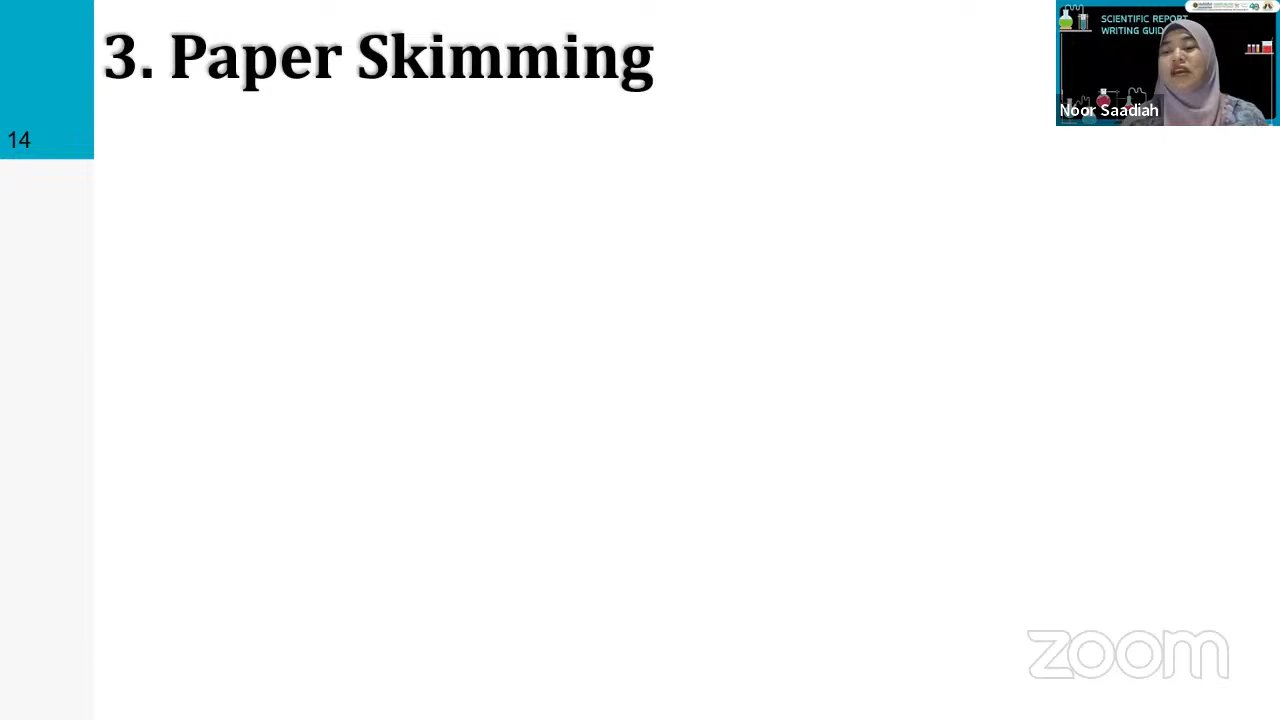 3. Paper Skimming
14
SCIENTIFIC REPORT
WRITING GUID
Noor Saadiah
zoom